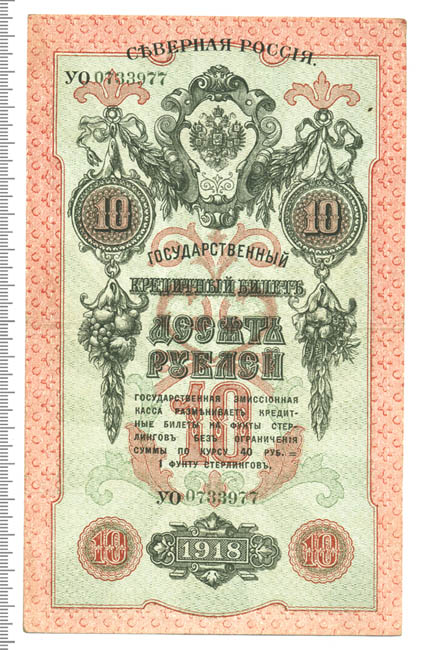 СѢВЕРНАЯ РОССІЯ.
УО 0733977
10 10
ГОСУДАРСТВЕННЫЙ
КРЕДИТНЫЙ БИЛЕТЪ
ДЕСЯТЬ
РУБЛЕЙ
10
ГОСУДАРСТВЕННАЯ ЭМИССІОННАЯ
КАССА РАЗМѢНИВАЕТЪ КРЕДИТ-
НЫЕ БИЛЕТЫ НА ФУНТЫ СТЕР-
ЛИНГОВЪ БЕЗЪ ОГРАНИЧЕНІЯ
СУММЫ ПО КУРСУ 40 РУБ. =
1 ФУНТУ СТЕРЛИНГОВЪ.
УО 0733977
10 1918 10